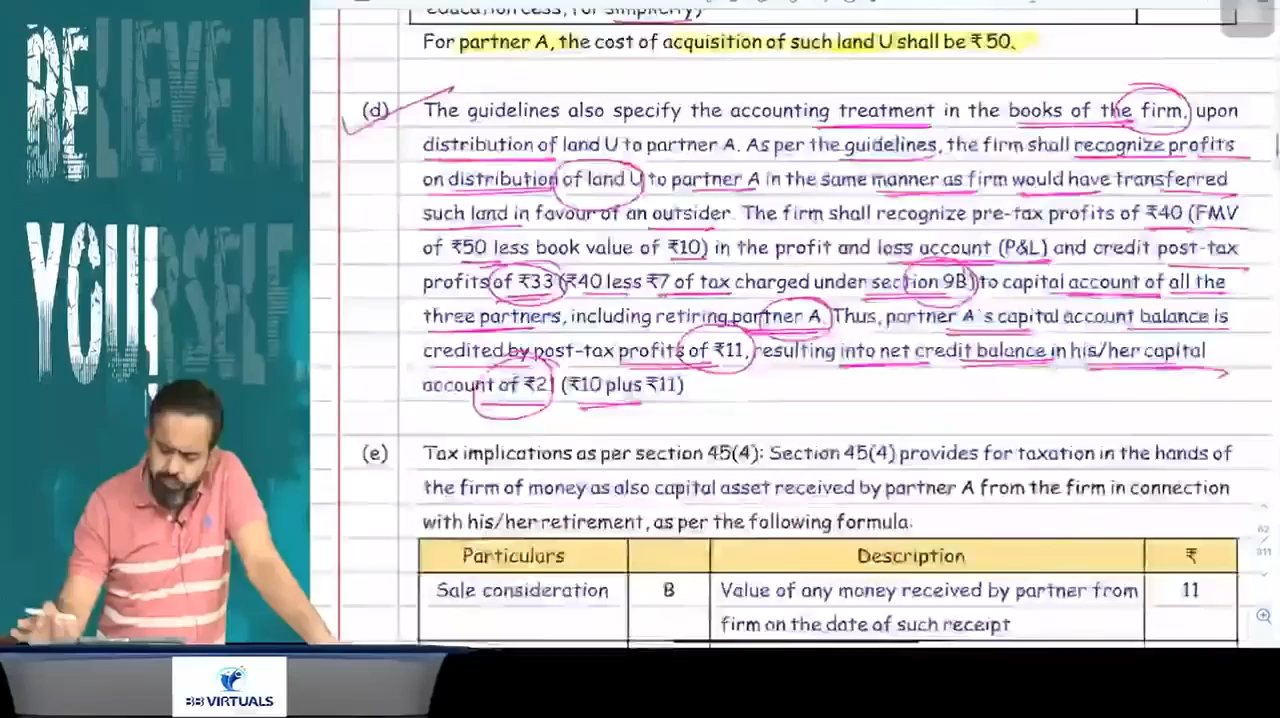 BELIEVE IN
YOURSELF
education cess, for simplicity)
For partner A, the cost of acquisition of such land U shall be ₹ 50.
(d) The guidelines also specify the accounting treatment in the books of the firm, upon
distribution of land U to partner A. As per the guidelines, the firm shall recognize profits
on distribution of land U to partner A in the same manner as firm would have transferred
such land in favour of an outsider. The firm shall recognize pre-tax profits of ₹40 (FMV
of ₹50 less book value of ₹10) in the profit and loss account (P&L) and credit post-tax
profits of ₹33 (₹40 less ₹7 of tax charged under section 9B) to capital account of all the
three partners, including retiring partner A. Thus, partner A's capital account balance is
credited by post-tax profits of ₹11, resulting into net credit balance in his/her capital
account of ₹21 (₹10 plus ₹11)
(e) Tax implications as per section 45(4): Section 45(4) provides for taxation in the hands of
the firm of money as also capital asset received by partner A from the firm in connection
with his/her retirement, as per the following formula:
Particulars Description ₹
Sale consideration B Value of any money received by partner from 11
firm on the date of such receipt
62
/
311
BB VIRTUALS